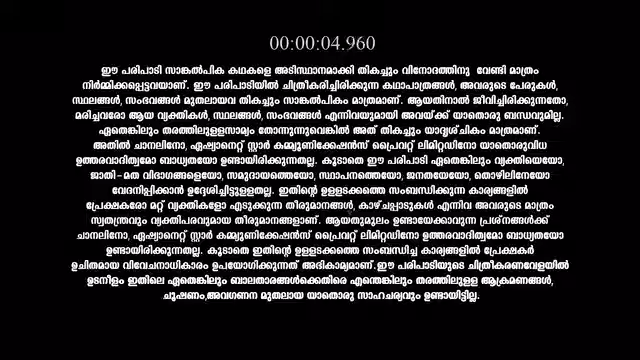 00:00:04.960
ഈ പരിപാടി സാങ്കൽപിക കഥകളെ അടിസ്ഥാനമാക്കി തികച്ചും വിനോദത്തിനു വേണ്ടി മാത്രം
നിർമ്മിക്കപ്പെട്ടവയാണ്. ഈ പരിപാടിയിൽ ചിത്രീകരിച്ചിരിക്കുന്ന കഥാപാത്രങ്ങൾ, അവരുടെ പേരുകൾ,
സ്ഥലങ്ങൾ, സംഭവങ്ങൾ മുതലായവ തികച്ചും സാങ്കൽപികം മാത്രമാണ്. ആയതിനാൽ ജീവിച്ചിരിക്കുന്നതോ,
മരിച്ചവരോ ആയ വ്യക്തികൾ, സ്ഥലങ്ങൾ, സംഭവങ്ങൾ എന്നിവയുമായി അവയ്ക്ക് യാതൊരു ബന്ധവുമില്ല.
ഏതെങ്കിലും തരത്തിലുള്ളസാമ്യം തോന്നുന്നുവെങ്കിൽ അത് തികച്ചും യാദൃശ്ചികം മാത്രമാണ്.
അതിൽ ചാനലിനോ, ഏഷ്യാനെറ്റ് സ്റ്റാർ കമ്മ്യൂണിക്കേഷൻസ് പ്രൈവറ്റ് ലിമിറ്റഡിനോ യാതൊരുവിധ
ഉത്തരവാദിത്വമോ ബാധ്യതയോ ഉണ്ടായിരിക്കുന്നതല്ല. കൂടാതെ ഈ പരിപാടി ഏതെങ്കിലും വ്യക്തിയെയോ,
ജാതി-മത വിഭാഗങ്ങളെയോ, സമുദായത്തെയോ, സ്ഥാപനത്തെയോ, ജനതയേയോ, തൊഴിലിനേയോ
വേദനിപ്പിക്കാൻ ഉദ്ദേശിച്ചിട്ടുള്ളതല്ല. ഇതിന്റെ ഉള്ളടക്കത്തെ സംബന്ധിക്കുന്ന കാര്യങ്ങളിൽ
പ്രേക്ഷകരോ മറ്റ് വ്യക്തികളോ എടുക്കുന്ന തീരുമാനങ്ങൾ, കാഴ്ചപ്പാടുകൾ എന്നിവ അവരുടെ മാത്രം
സ്വതന്ത്രവും വ്യക്തിപരവുമായ തീരുമാനങ്ങളാണ്. ആയതുമൂലം ഉണ്ടായേക്കാവുന്ന പ്രശ്നങ്ങൾക്ക്
ചാനലിനോ, ഏഷ്യാനെറ്റ് സ്റ്റാർ കമ്മ്യൂണിക്കേഷൻസ് പ്രൈവറ്റ് ലിമിറ്റഡിനോ ഉത്തരവാദിത്വമോ ബാധ്യതയോ
ഉണ്ടായിരിക്കുന്നതല്ല. കൂടാതെ ഇതിന്റെ ഉള്ളടക്കത്തെ സംബന്ധിച്ച കാര്യങ്ങളിൽ പ്രേക്ഷകർ
ഉചിതമായ വിവേചനാധികാരം ഉപയോഗിക്കുന്നത് അഭികാമ്യമാണ്.ഈ പരിപാടിയുടെ ചിത്രീകരണവേളയിൽ
ഉടനീളം ഇതിലെ ഏതെങ്കിലും ബാലതാരങ്ങൾക്കെതിരെ എന്തെങ്കിലും തരത്തിലുള്ള ആക്രമണങ്ങൾ,
ചൂഷണം,അവഗണന മുതലായ യാതൊരു സാഹചര്യവും ഉണ്ടായിട്ടില്ല.